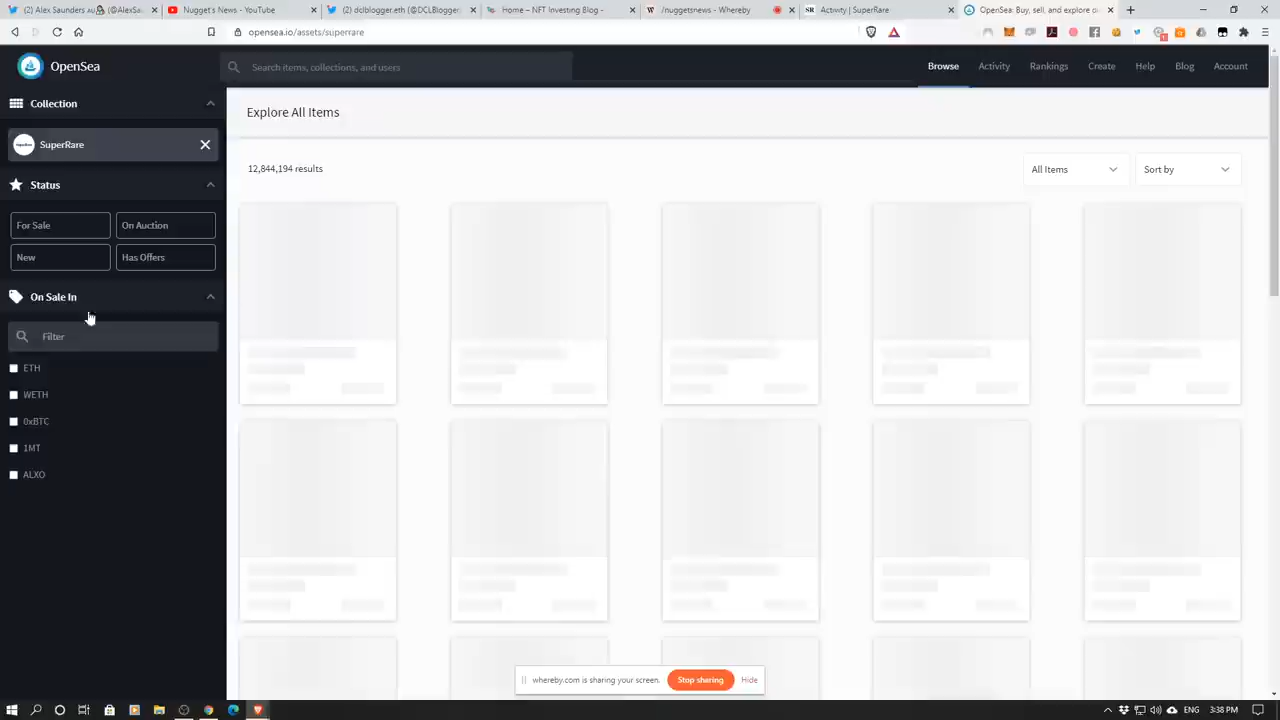 (2) Alex Saunders
Nugget's News - YouTube
(2) dclblogger.eth (@DCLBlogger
Home – NFT Investing Blog -
/nuggetsnews - Whereby
Activity | SuperRare
OpenSea: Buy, sell, and explore
opensea.io/assets/superrare
OpenSea
Search items, collections, and users
Browse
Activity
Rankings
Create
Help
Blog
Account
Collection
Explore All Items
SuperRare
12,844,194 results
All Items
Sort by
Status
For Sale
On Auction
New
Has Offers
On Sale In
Filter
ETH
WETH
0xBTC
1MT
ALXO
whereby.com is sharing your screen.
Stop sharing
Hide
ENG
3:38 PM